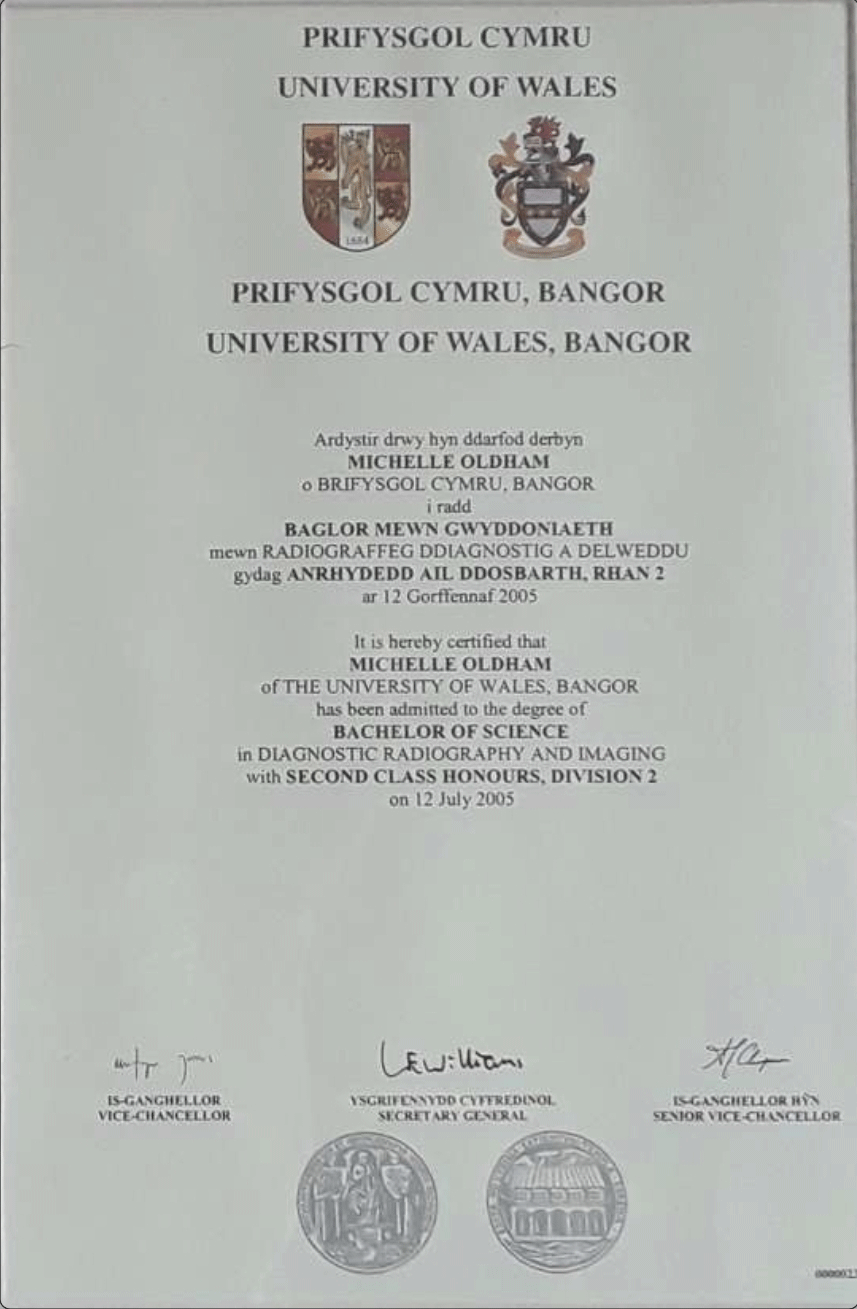 PRIFYSGOL CYMRU
UNIVERSITY OF WALES
1884
PRIFYSGOL CYMRU, BANGOR
UNIVERSITY OF WALES, BANGOR
Ardystir drwy hyn ddarfod derbyn
MICHELLE OLDHAM
o BRIFYSGOL CYMRU, BANGOR
i radd
BAGLOR MEWN GWYDDONIAETH
mewn RADIOGRAFFEG DDIAGNOSTIG A DELWEDDU
gydag ANRHYDEDD AIL DDOSBARTH, RHAN 2
ar 12 Gorffennaf 2005
It is hereby certified that
MICHELLE OLDHAM
of THE UNIVERSITY OF WALES, BANGOR
has been admitted to the degree of
BACHELOR OF SCIENCE
in DIAGNOSTIC RADIOGRAPHY AND IMAGING
with SECOND CLASS HONOURS, DIVISION 2
on 12 July 2005
LEWilliams
IS-GANGHELLOR
VICE-CHANCELLOR
YSGRIFENNYDD CYFFREDINOL
SECRETARY GENERAL
IS-GANGHELLOR HŶN
SENIOR VICE-CHANCELLOR